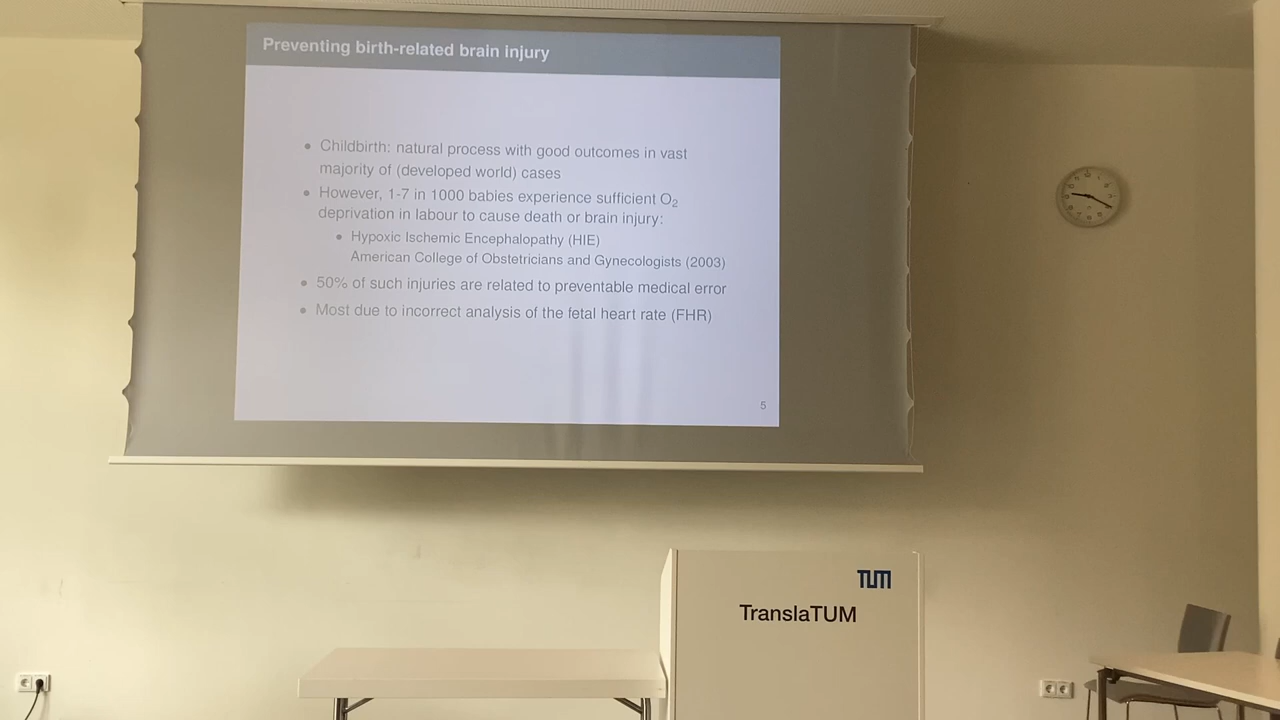 Preventing birth-related brain injury
• Childbirth: natural process with good outcomes in vast
majority of (developed world) cases
• However, 1-7 in 1000 babies experience sufficient O₂
deprivation in labour to cause death or brain injury:
• Hypoxic Ischemic Encephalopathy (HIE)
American College of Obstetricians and Gynecologists (2003)
• 50% of such injuries are related to preventable medical error
• Most due to incorrect analysis of the fetal heart rate (FHR)
5
TUM
TranslaTUM